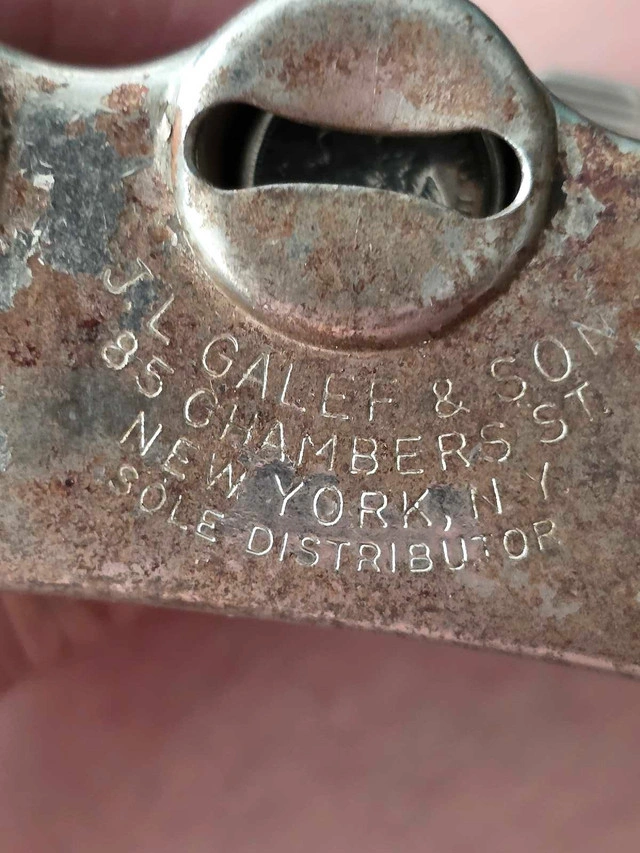 J L GALEF & SON
85 CHAMBERS ST.
NEW YORK, N.Y.
SOLE DISTRIBUTOR